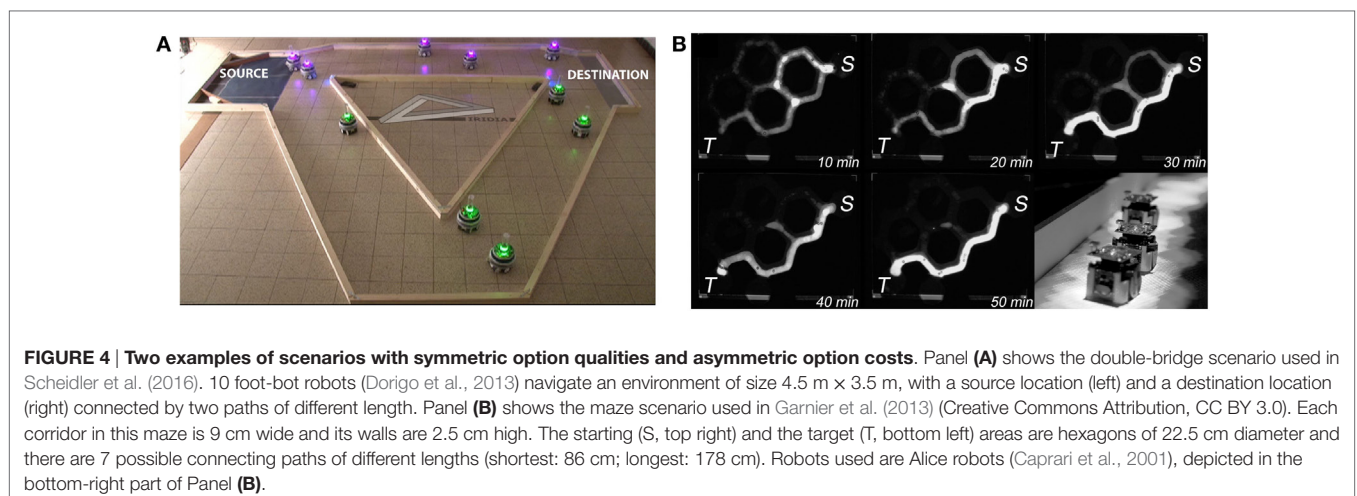 A
SOURCE
DESTINATION
IRIDIA
B
S
T
10 min
S
T
20 min
S
T
30 min
S
T
40 min
S
T
50 min
FIGURE 4 | Two examples of scenarios with symmetric option qualities and asymmetric option costs. Panel (A) shows the double-bridge scenario used in
Scheidler et al. (2016). 10 foot-bot robots (Dorigo et al., 2013) navigate an environment of size 4.5 m × 3.5 m, with a source location (left) and a destination location
(right) connected by two paths of different length. Panel (B) shows the maze scenario used in Garnier et al. (2013) (Creative Commons Attribution, CC BY 3.0). Each
corridor in this maze is 9 cm wide and its walls are 2.5 cm high. The starting (S, top right) and the target (T, bottom left) areas are hexagons of 22.5 cm diameter and
there are 7 possible connecting paths of different lengths (shortest: 86 cm; longest: 178 cm). Robots used are Alice robots (Caprari et al., 2001), depicted in the
bottom-right part of Panel (B).